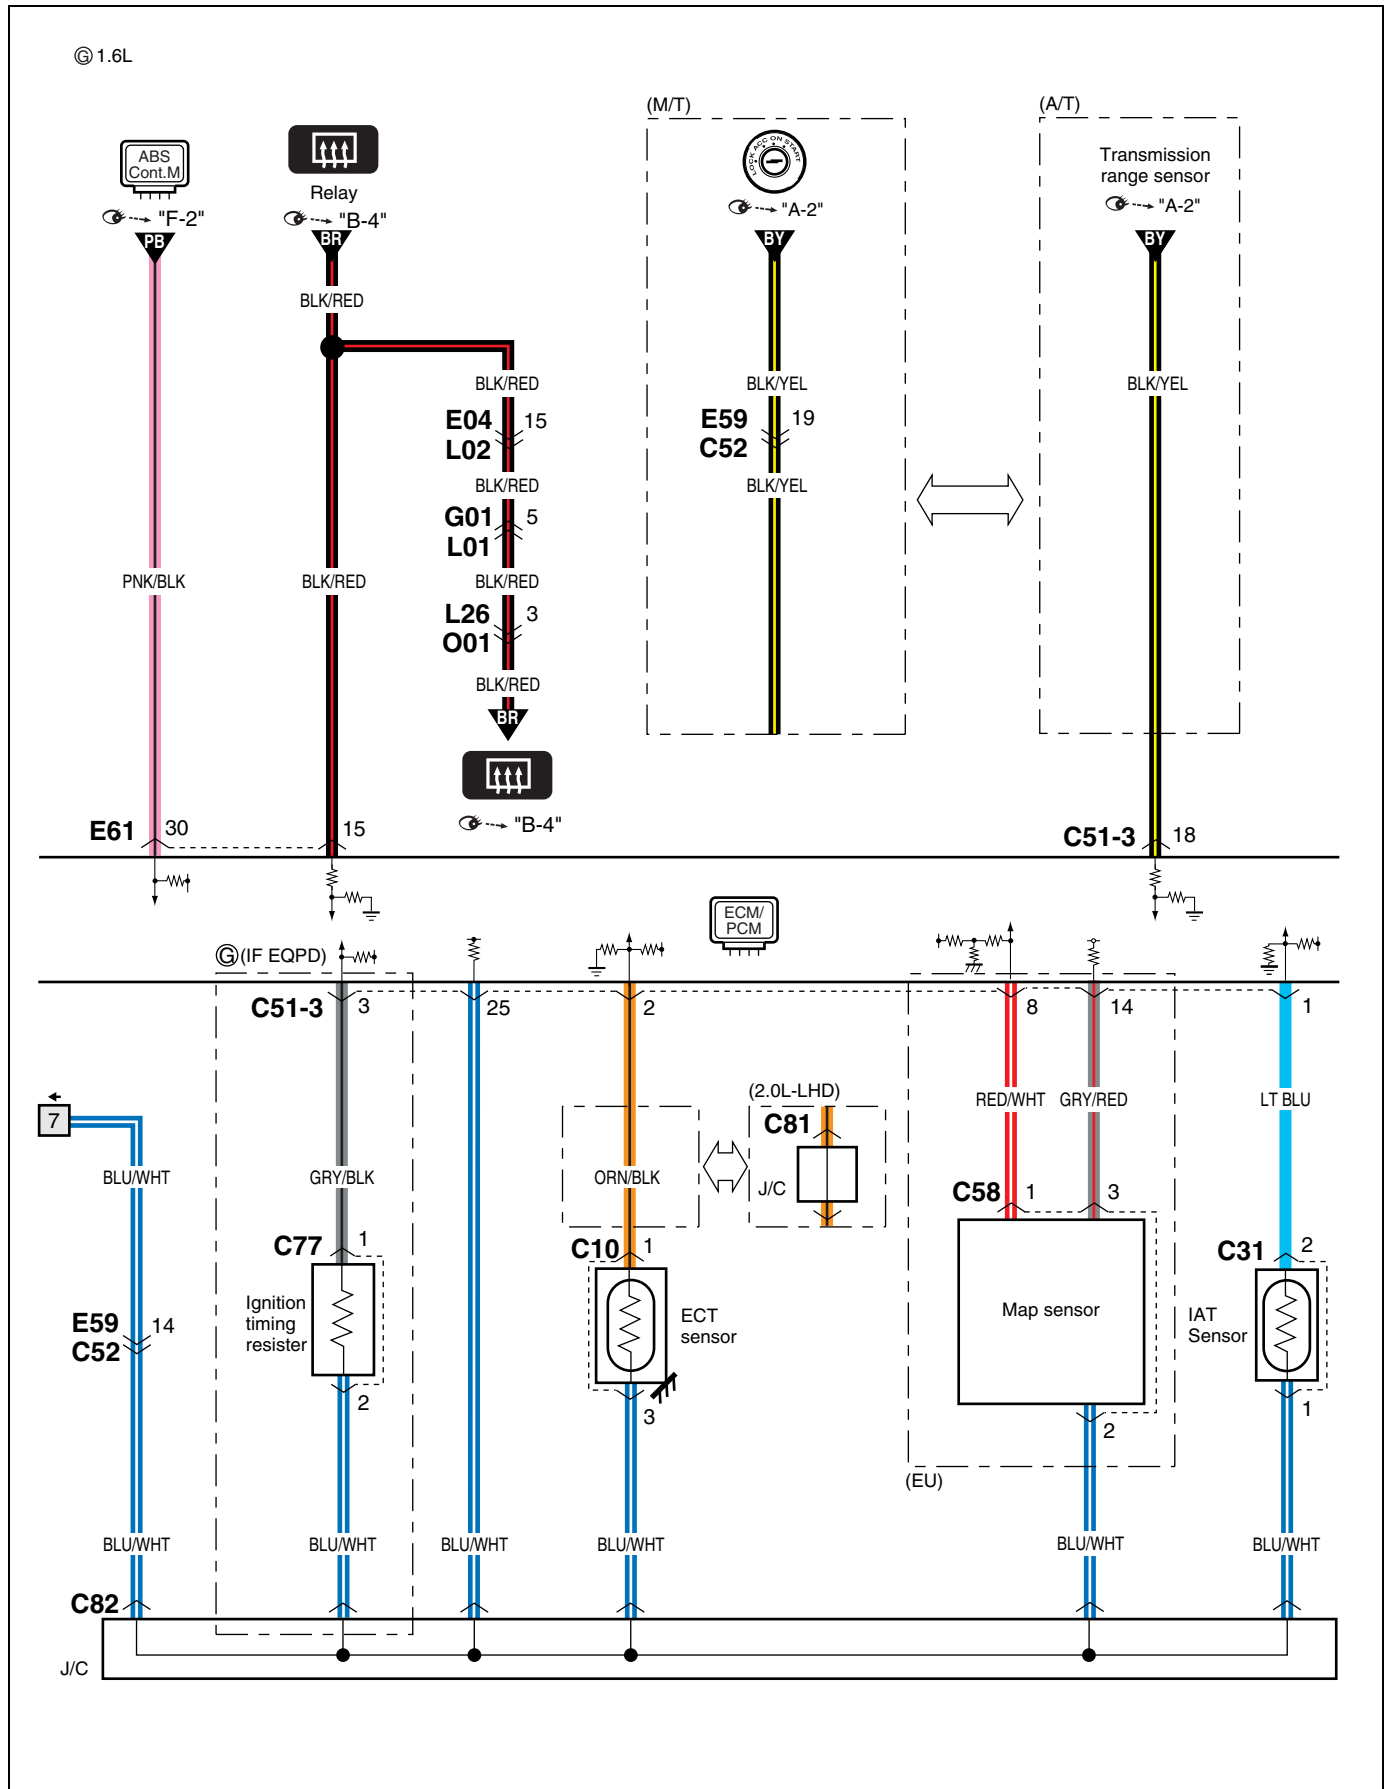 G 1.6L
(M/T)
(A/T)
ABS
Cont.M
LOCK ACC ON START
Transmission
range sensor
Relay
"F-2"
"B-4"
"A-2"
"A-2"
PB
BR
BY
BY
BLK/RED
BLK/RED
BLK/YEL
BLK/YEL
E04 15
L02
E59 19
C52
BLK/RED
BLK/YEL
G01 5
L01
PNK/BLK
BLK/RED
BLK/RED
L26 3
O01
BLK/RED
BR
"B-4"
E61 30
15
C51-3 18
ECM/
PCM
G (IF EQPD)
C51-3 3
25
2
8
14
1
(2.0L-LHD)
7
RED/WHT
GRY/RED
LT BLU
C81
BLU/WHT
GRY/BLK
ORN/BLK
J/C
C58 1
3
C77 1
C10 1
C31 2
Ignition
timing
resister
ECT
sensor
Map sensor
IAT
Sensor
E59 14
C52
2
3
2
1
(EU)
BLU/WHT
BLU/WHT
BLU/WHT
BLU/WHT
BLU/WHT
BLU/WHT
C82
J/C